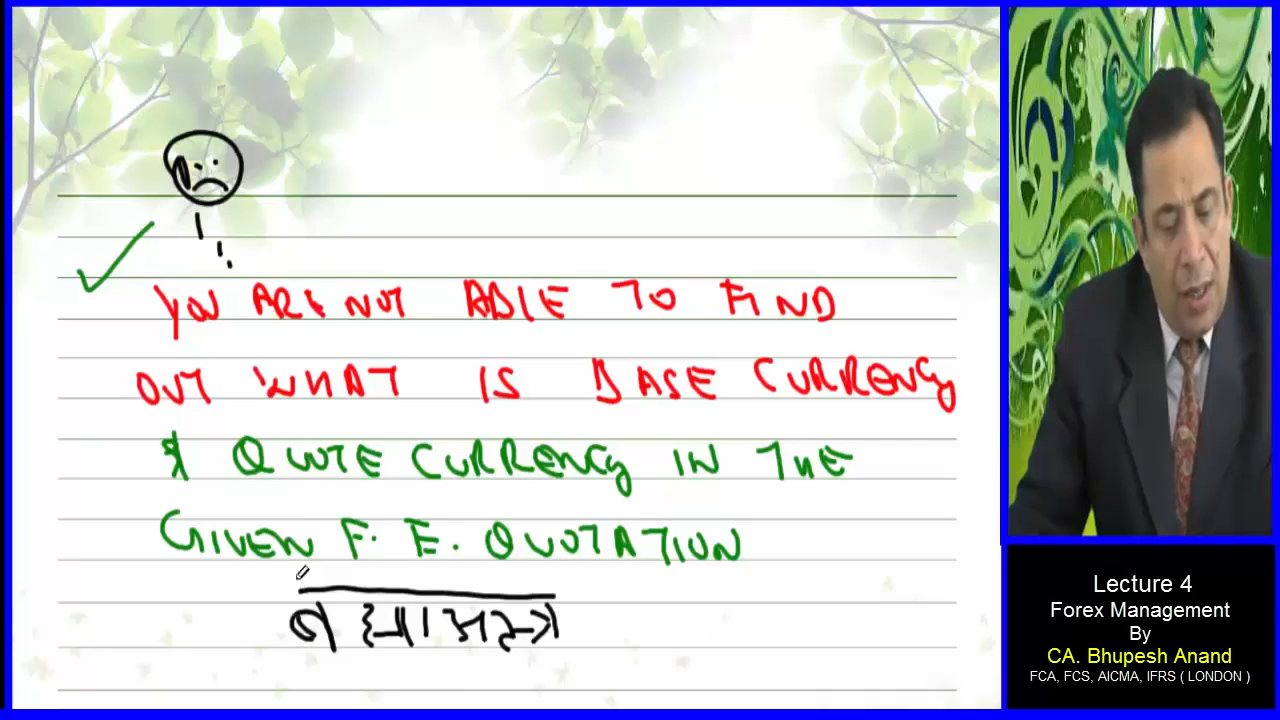 YOU ARE NOT ABLE TO FIND
OUT WHAT IS BASE CURRENCY
& QUOTE CURRENCY IN THE
GIVEN F. E. QUOTATION
Lecture 4
Forex Management
By
CA. Bhupesh Anand
FCA, FCS, AICMA, IFRS ( LONDON )